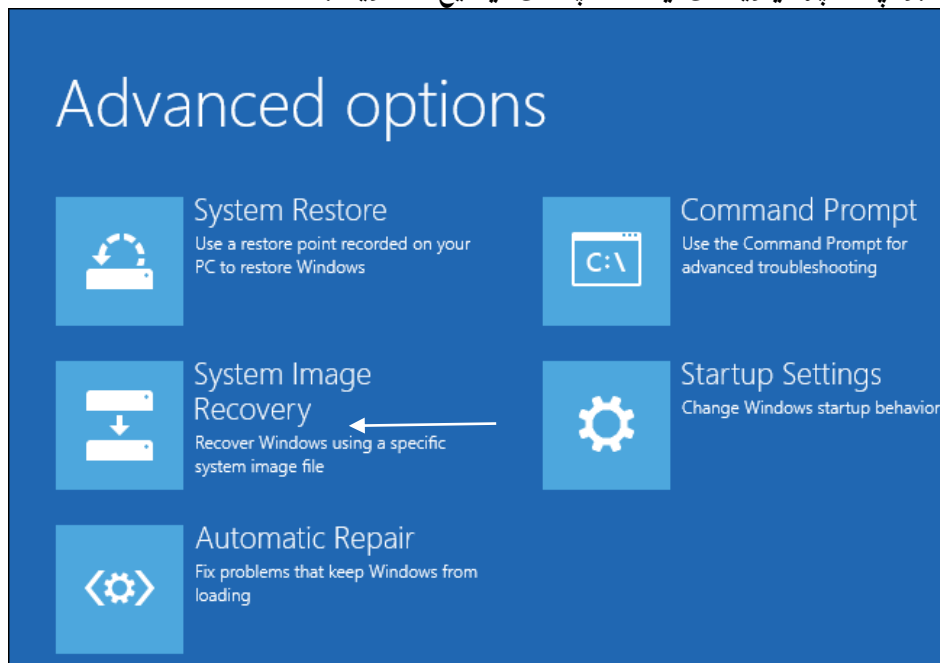 Advanced options
System Restore
Use a restore point recorded on your
PC to restore Windows
Command Prompt
Use the Command Prompt for
advanced troubleshooting
C:\
System Image
Recovery
Recover Windows using a specific
system image file
Startup Settings
Change Windows startup behavior
Automatic Repair
Fix problems that keep Windows from
loading